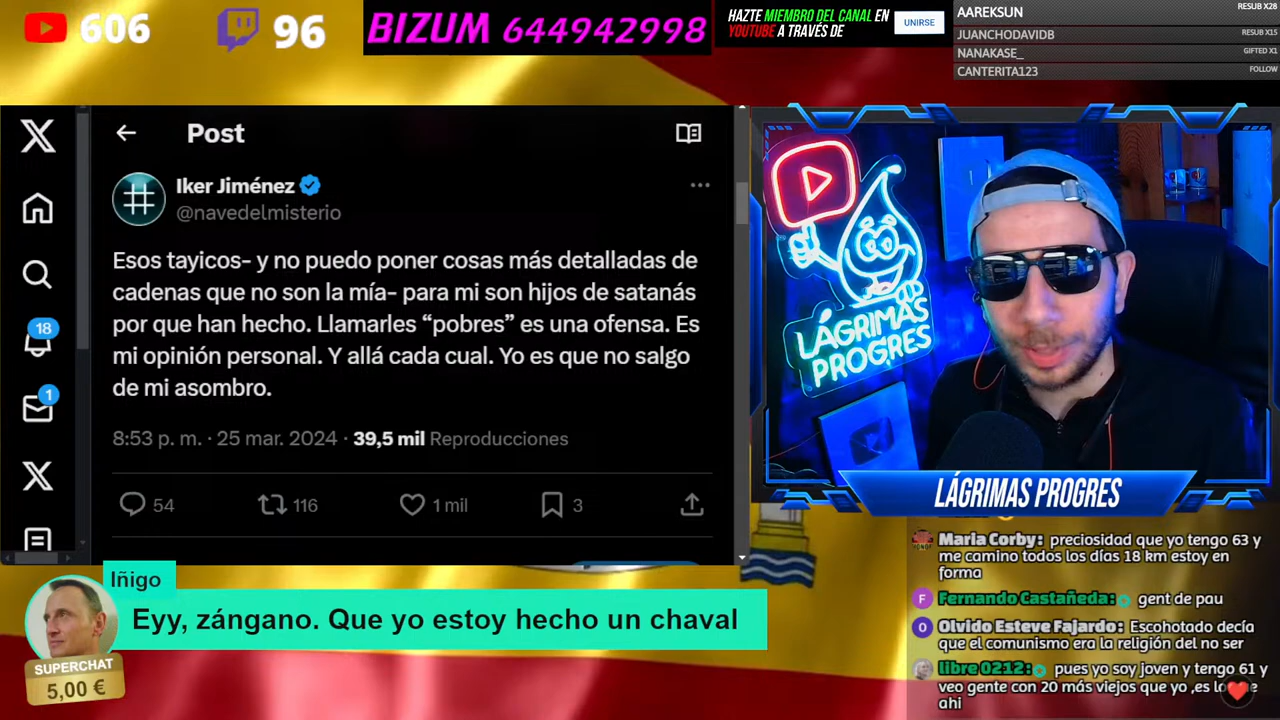 606
96
BIZUM 644942998
HAZTE MIEMBRO DEL CANAL EN
YOUTUBE A TRAVÉS DE
UNIRSE
AAREKSUN RESUB X28
JUANCHODAVIDB RESUB X15
NANAKASE_ GIFTED X1
CANTERITA123 FOLLOW
Post
Iker Jiménez
@navedelmisterio
Esos tayicos- y no puedo poner cosas más detalladas de
cadenas que no son la mía- para mi son hijos de satanás
por que han hecho. Llamarles “pobres” es una ofensa. Es
mi opinión personal. Y allá cada cual. Yo es que no salgo
de mi asombro.
8:53 p. m. · 25 mar. 2024 · 39,5 mil Reproducciones
54 116 1 mil 3
18
1
LÁGRIMAS
PROGRES
LÁGRIMAS PROGRES
Iñigo
Eyy, zángano. Que yo estoy hecho un chaval
SUPERCHAT
5,00 €
Maria Corby: preciosidad que yo tengo 63 y
me camino todos los días 18 km estoy en
forma
F Fernando Castañeda: gent de pau
O Olvido Esteve Fajardo: Escohotado decía
que el comunismo era la religión del no ser
libre 0212: pues yo soy joven y tengo 61 y
veo gente con 20 más viejos que yo ,es
ahi